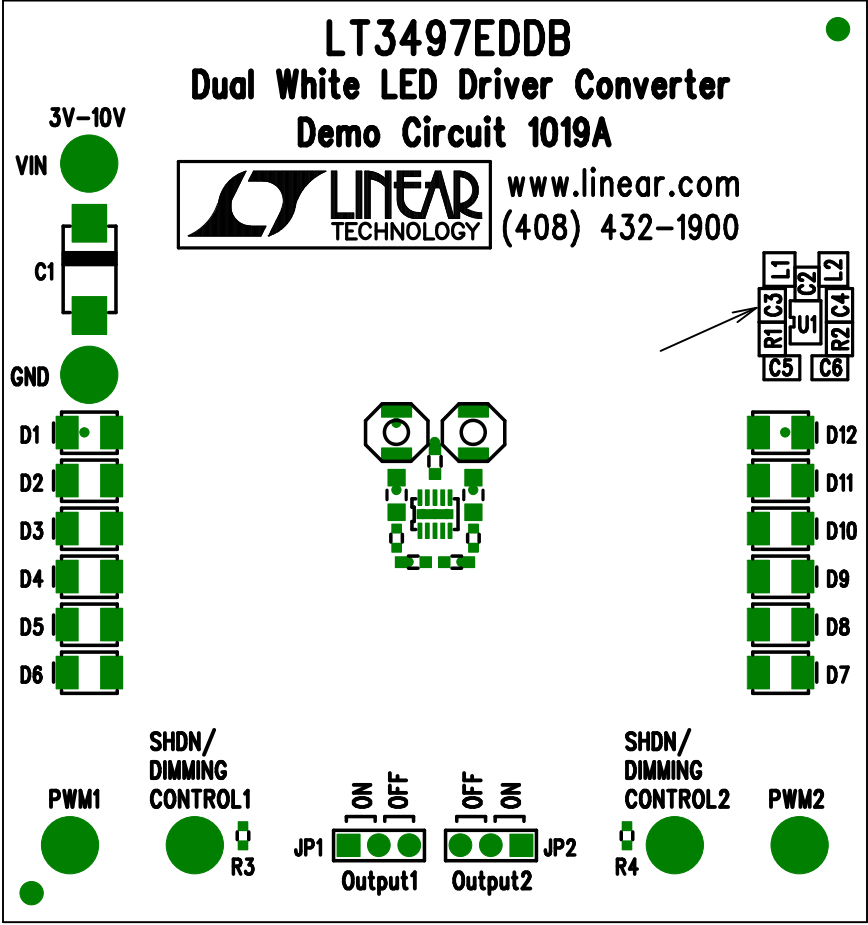 LT3497EDDB
Dual White LED Driver Converter
Demo Circuit 1019A
3V-10V
VIN
LINEAR
TECHNOLOGY
www.linear.com
(408) 432-1900
C1
GND
L1
C2
L2
C3
C4
U1
R1
R2
C5
C6
D1
D2
D3
D4
D5
D6
D12
D11
D10
D9
D8
D7
SHDN/
DIMMING
CONTROL1
PWM1
R3
ON
OFF
JP1
Output1
OFF
ON
JP2
Output2
SHDN/
DIMMING
CONTROL2
PWM2
R4